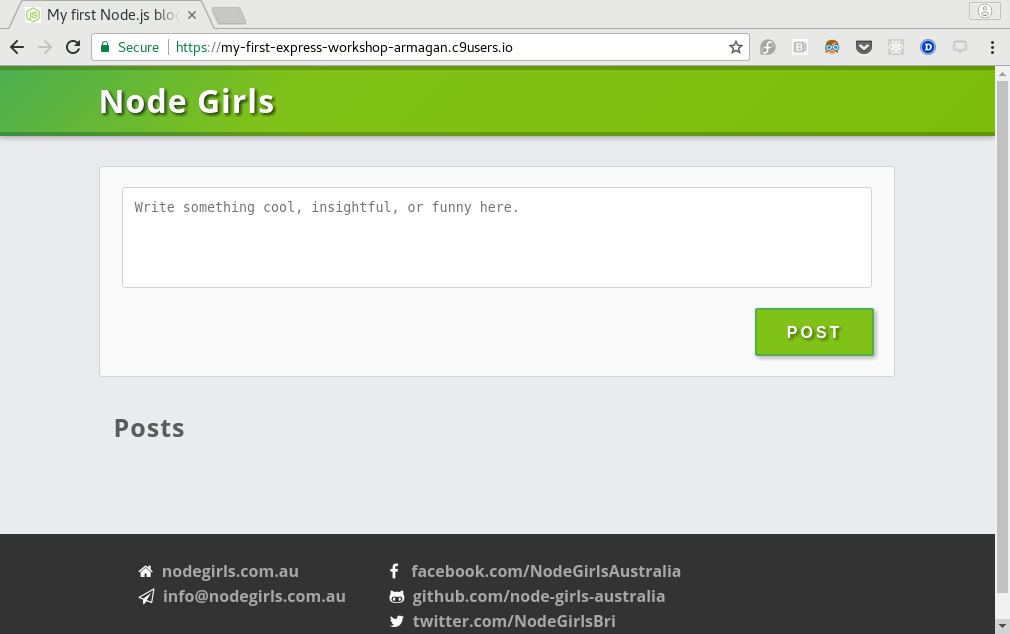 My first Node.js blo
Secure https://my-first-express-workshop-armagan.c9users.io
Node Girls
Write something cool, insightful, or funny here.
POST
Posts
nodegirls.com.au
info@nodegirls.com.au
facebook.com/NodeGirlsAustralia
github.com/node-girls-australia
twitter.com/NodeGirlsBri